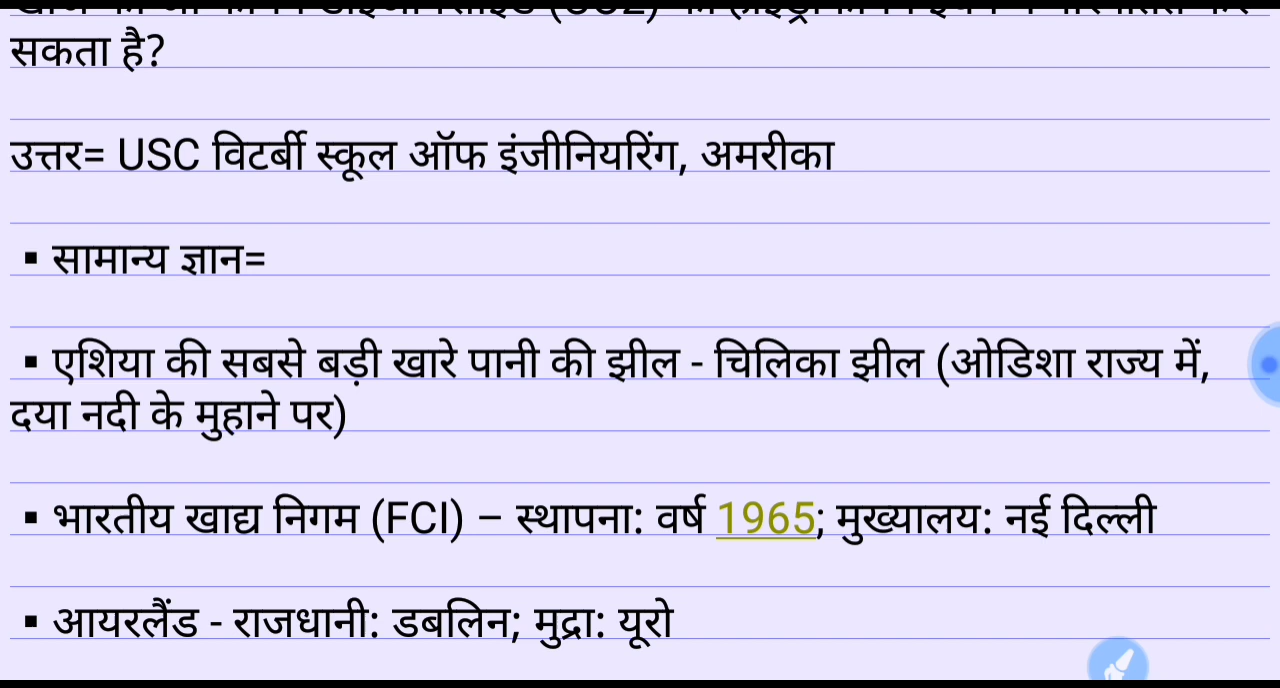 (CO2)
सकता है?
उत्तर= USC विटर्बी स्कूल ऑफ इंजीनियरिंग, अमरीका
▪ सामान्य ज्ञान=
▪ एशिया की सबसे बड़ी खारे पानी की झील - चिलिका झील (ओडिशा राज्य में,
दया नदी के मुहाने पर)
▪ भारतीय खाद्य निगम (FCI) – स्थापना: वर्ष 1965; मुख्यालय: नई दिल्ली
▪ आयरलैंड - राजधानी: डबलिन; मुद्रा: यूरो